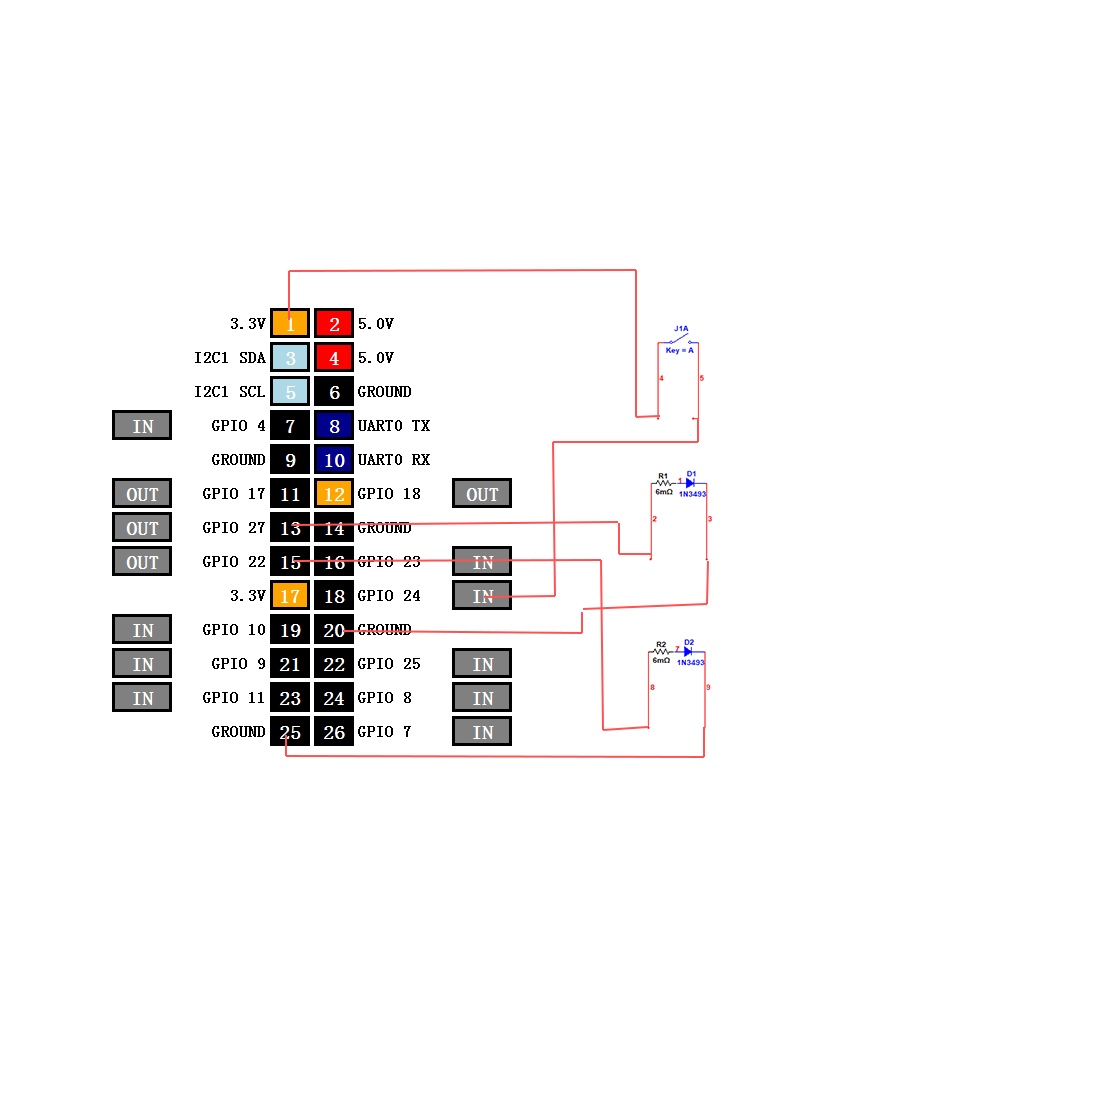 3.3V 1 2 5.0V
I2C1 SDA 3 4 5.0V
I2C1 SCL 5 6 GROUND
IN GPIO 4 7 8 UART0 TX
GROUND 9 10 UART0 RX
OUT GPIO 17 11 12 GPIO 18 OUT
OUT GPIO 27 13 14 GROUND
OUT GPIO 22 15 16 GPIO 23 IN
3.3V 17 18 GPIO 24 IN
IN GPIO 10 19 20 GROUND
IN GPIO 9 21 22 GPIO 25 IN
IN GPIO 11 23 24 GPIO 8 IN
GROUND 25 26 GPIO 7 IN
J1A
Key = A
4 5
R1 1 D1
6mΩ 1N3493
2 3
R2 7 D2
6mΩ 1N3493
8 9